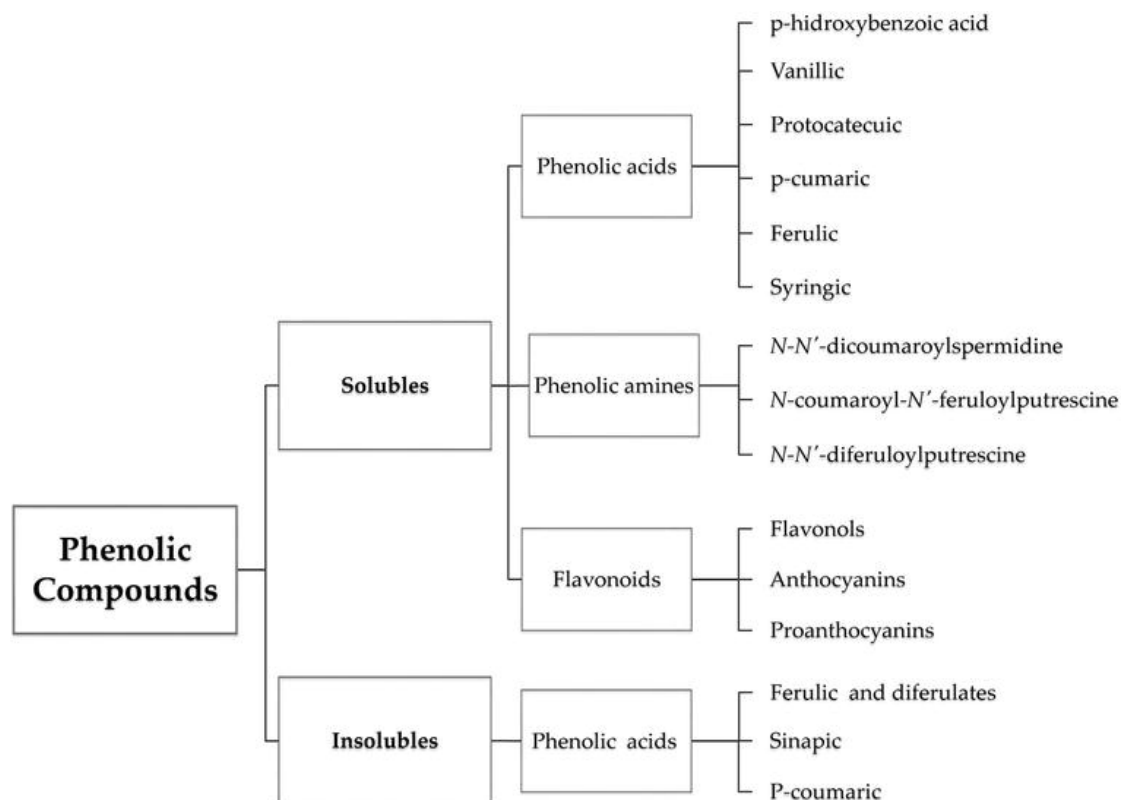 Phenolic
Compounds
Solubles
Phenolic acids
p-hidroxybenzoic acid
Vanillic
Protocatecuic
p-cumaric
Ferulic
Syringic
Phenolic amines
N-N′-dicoumaroylspermidine
N-coumaroyl-N′-feruloylputrescine
N-N′-diferuloylputrescine
Flavonoids
Flavonols
Anthocyanins
Proanthocyanins
Insolubles
Phenolic acids
Ferulic and diferulates
Sinapic
P-coumaric